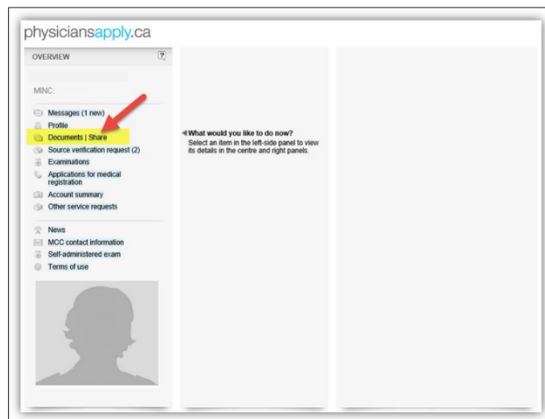 physiciansapply.ca
OVERVIEW
?
MINC:
Messages (1 new)
Profile
Documents | Share
Source verification request (2)
Examinations
Applications for medical
registration
Account summary
Other service requests
News
MCC contact information
Self-administered exam
Terms of use
What would you like to do now?
Select an item in the left-side panel to view
its details in the centre and right panels.